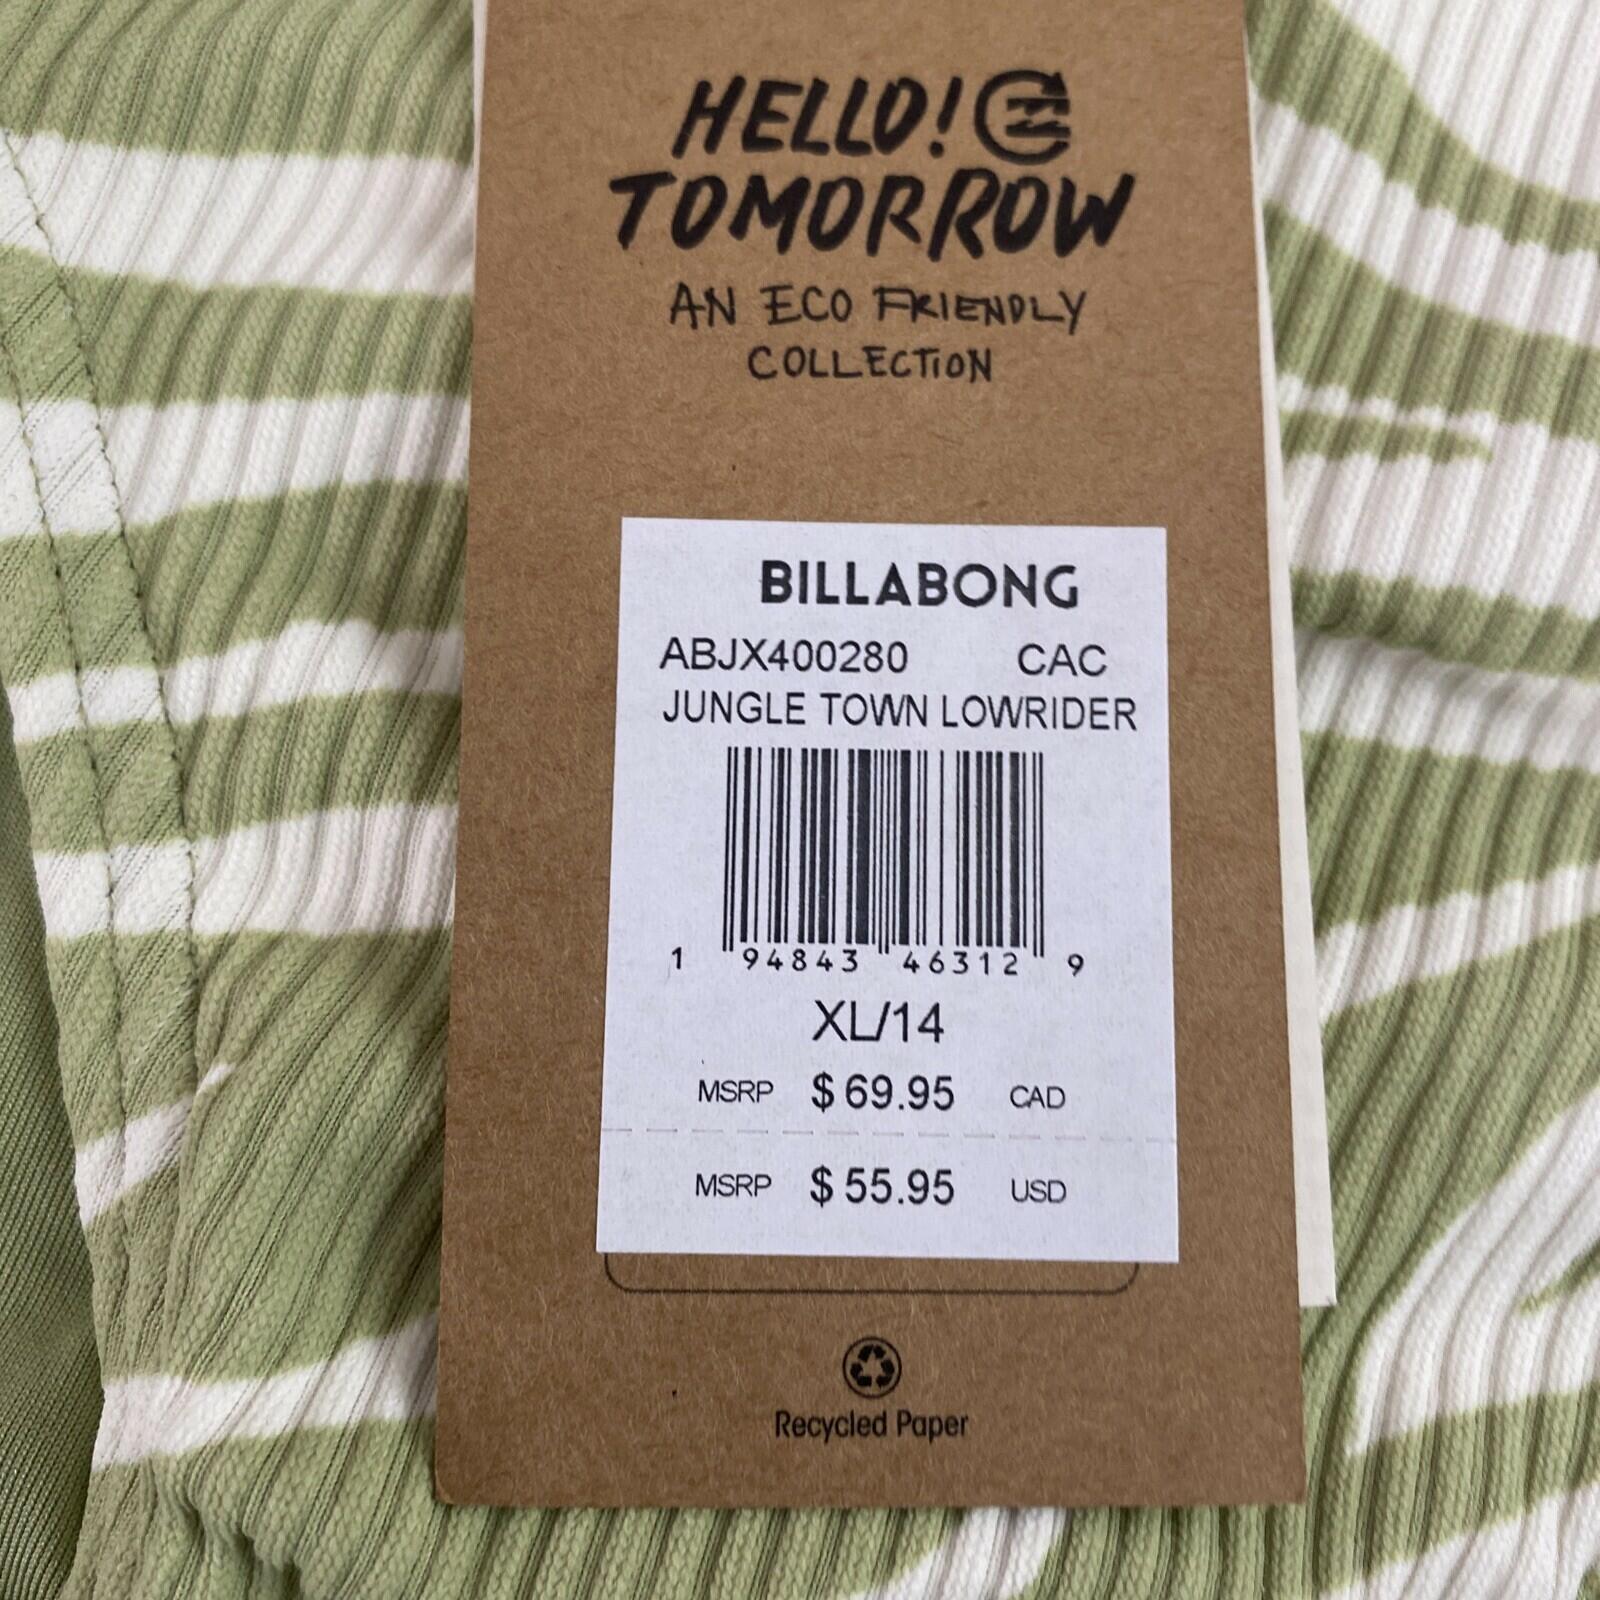 HELLO!
TOMORROW
AN ECO FRIENDLY
COLLECTION
BILLABONG
ABJX400280 CAC
JUNGLE TOWN LOWRIDER
1 94843 46312 9
XL/14
MSRP $ 69.95 CAD
MSRP $ 55.95 USD
Recycled Paper